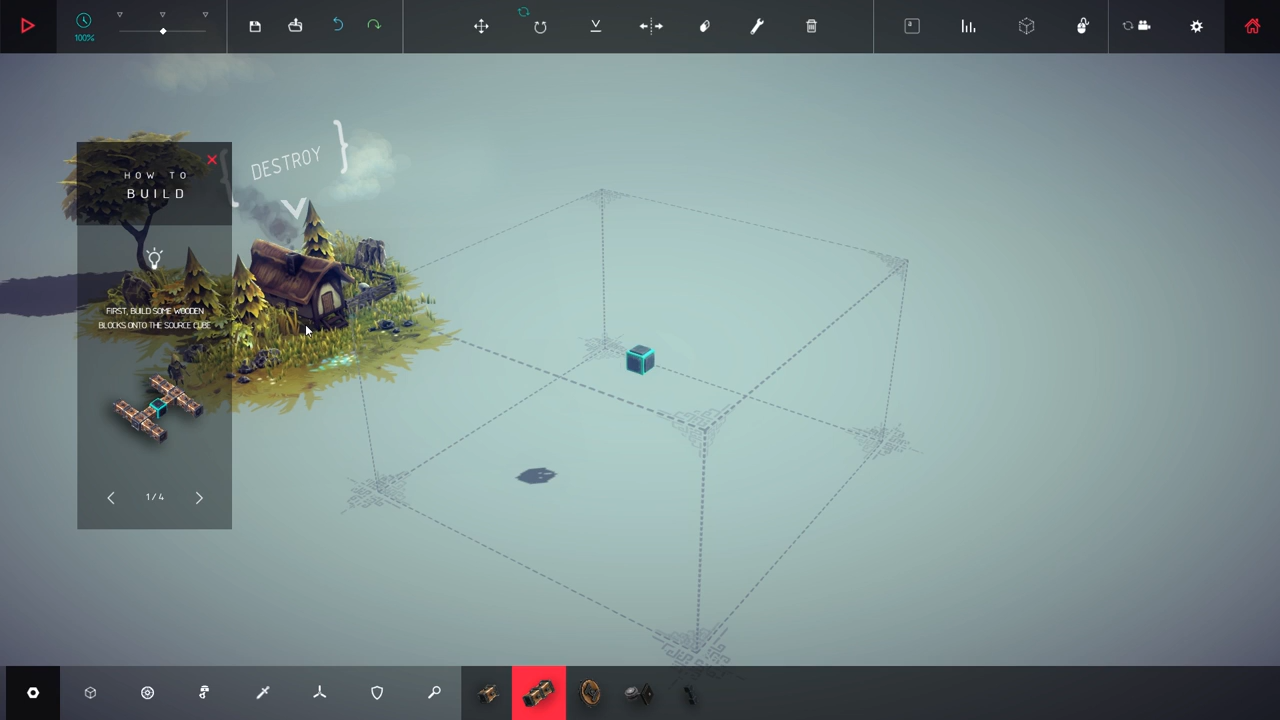 100%
DESTROY
HOW TO
BUILD
FIRST, BUILD SOME WOODEN
BLOCKS ONTO THE SOURCE CUBE
1/4